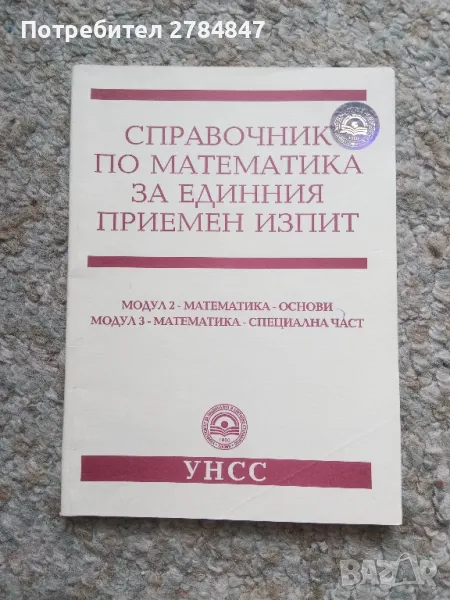 Потребител 2784847
СПРАВОЧНИК
ПО МАТЕМАТИКА
ЗА ЕДИННИЯ
ПРИЕМЕН ИЗПИТ
МОДУЛ 2 - МАТЕМАТИКА - ОСНОВИ
МОДУЛ 3 - МАТЕМАТИКА - СПЕЦИАЛНА ЧАСТ
УНСС
BAZAR